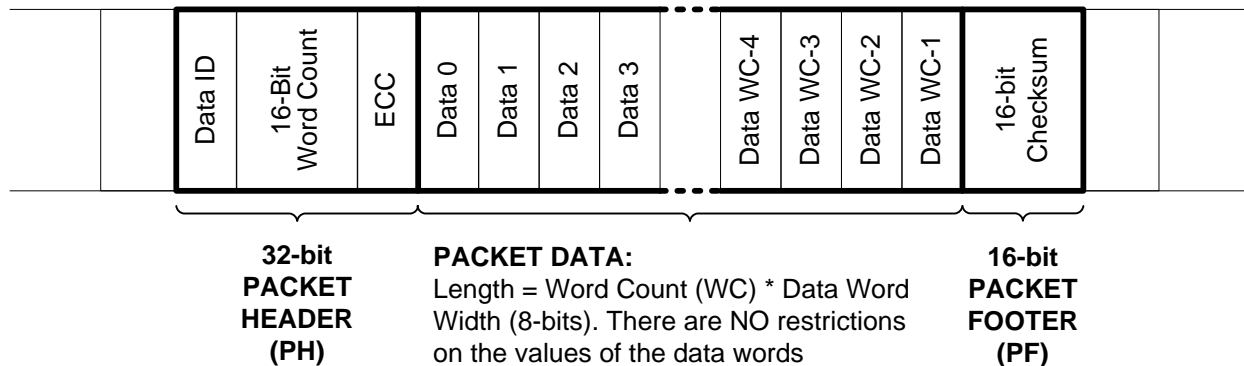 Data ID
16-Bit
Word Count
ECC
Data 0
Data 1
Data 2
Data 3
Data WC-4
Data WC-3
Data WC-2
Data WC-1
16-bit
Checksum
32-bit
PACKET
HEADER
(PH)
PACKET DATA:
Length = Word Count (WC) * Data Word
Width (8-bits). There are NO restrictions
on the values of the data words
16-bit
PACKET
FOOTER
(PF)